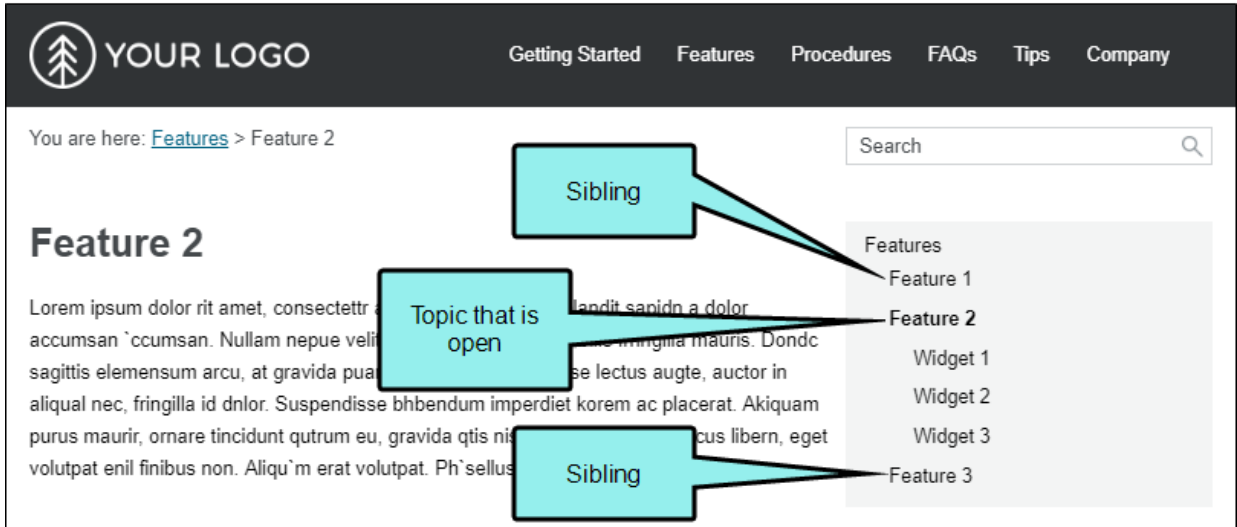 YOUR LOGO
Getting Started Features Procedures FAQs Tips Company
You are here: Features > Feature 2
Search
Sibling
Feature 2
Features
Feature 1
Topic that is
open
Feature 2
Widget 1
Widget 2
Widget 3
Feature 3
Sibling
Lorem ipsum dolor rit amet, consectettr landit sapidn a dolor
accumsan `ccumsan. Nullam nepue veli fringilla mauris. Dondc
sagittis elemensum arcu, at gravida puar se lectus augte, auctor in
aliqual nec, fringilla id dnlor. Suspendisse bhbendum imperdiet korem ac placerat. Akiquam
purus maurir, ornare tincidunt qutrum eu, gravida qtis nis cus libern, eget
volutpat enil finibus non. Aliqu`m erat volutpat. Ph`sellus